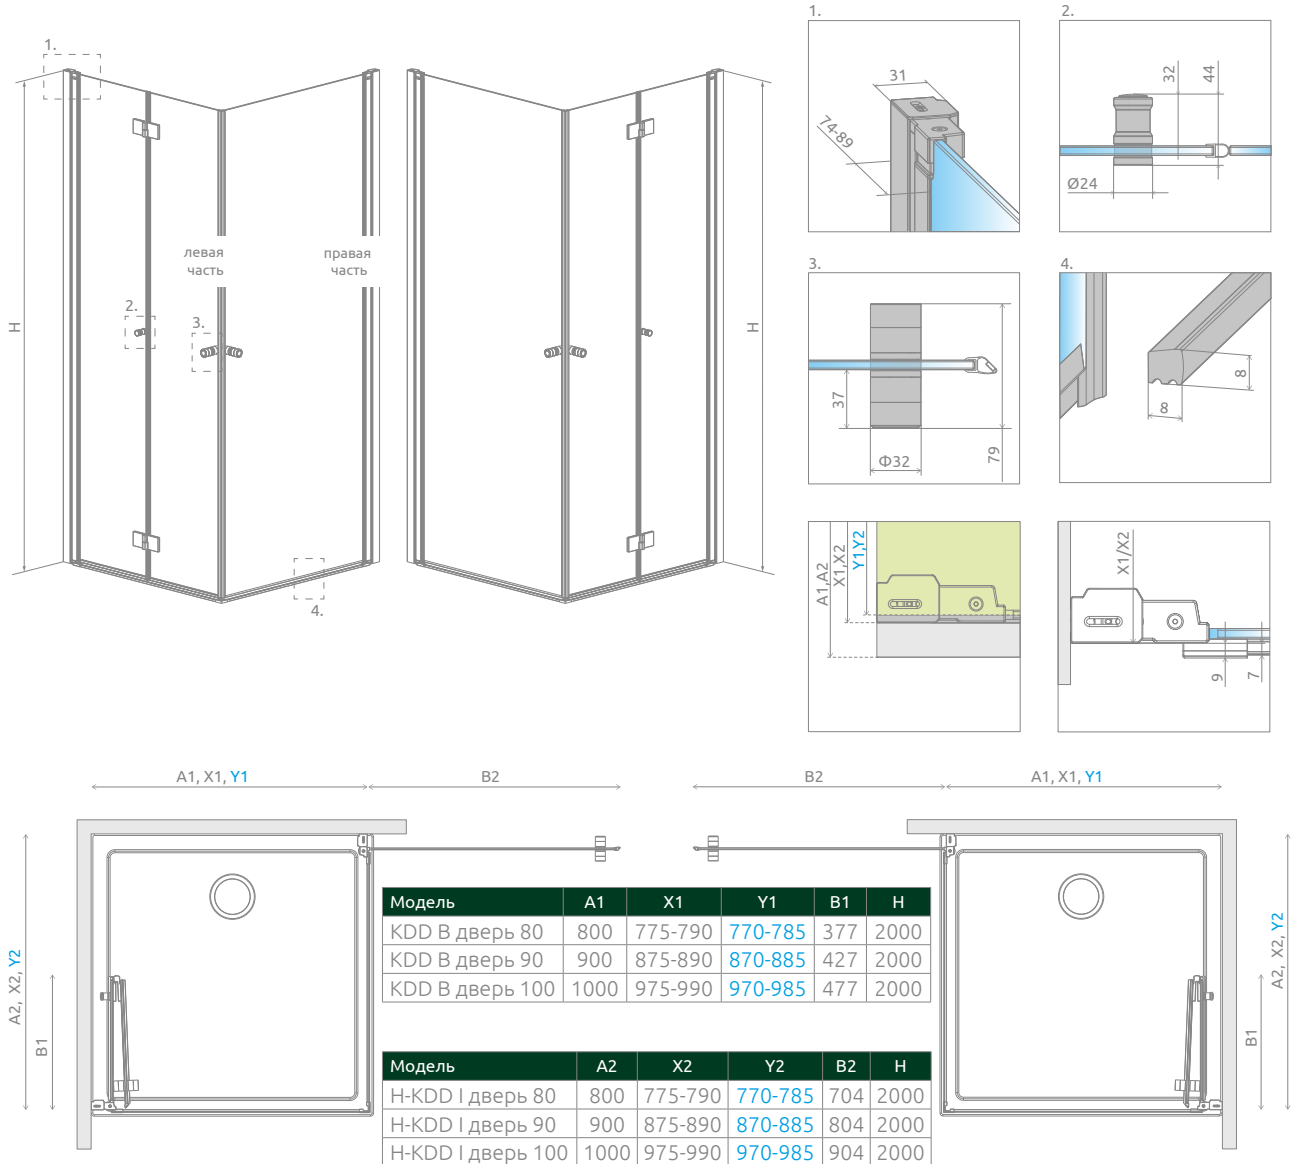 1.
H
левая
часть
правая
часть
2.
3.
4.
H
1.
31
74-89
2.
32
44
Ø24
3.
37
Ф32
79
4.
8
8
A1,A2
X1,X2
Y1,Y2
X1/X2
9
7
A1, X1, Y1
B2
B2
A1, X1, Y1
A2, X2, Y2
B1
A2, X2, Y2
B1
Модель A1 X1 Y1 B1 H
KDD B дверь 80 800 775-790 770-785 377 2000
KDD B дверь 90 900 875-890 870-885 427 2000
KDD B дверь 100 1000 975-990 970-985 477 2000
Модель A2 X2 Y2 B2 H
H-KDD I дверь 80 800 775-790 770-785 704 2000
H-KDD I дверь 90 900 875-890 870-885 804 2000
H-KDD I дверь 100 1000 975-990 970-985 904 2000